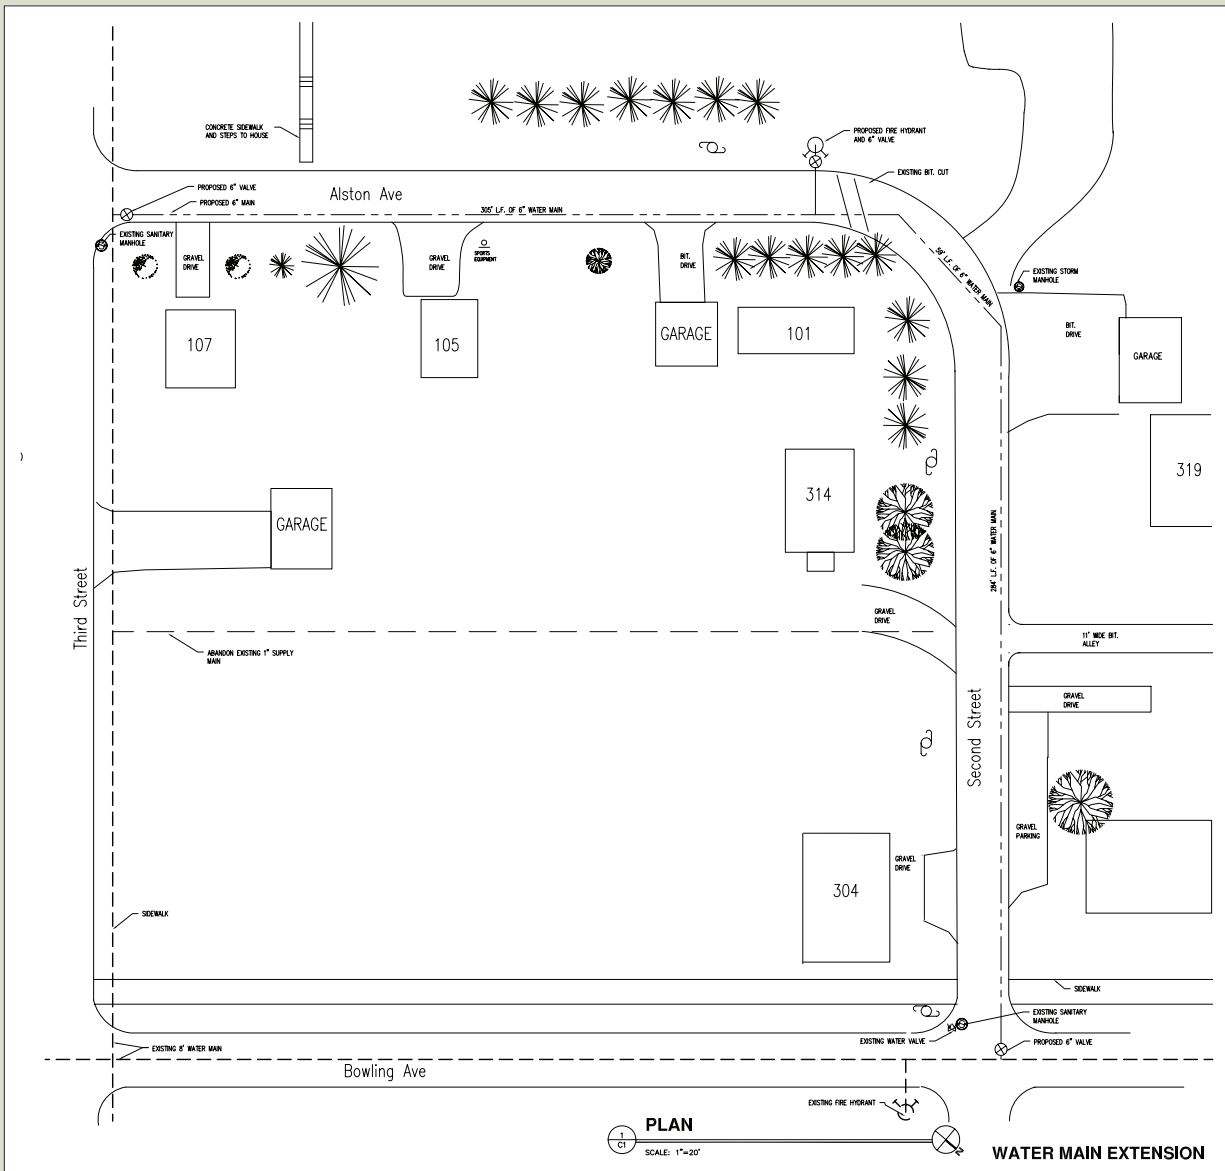 CONCRETE SIDEWALK
AND STEPS TO HOUSE
PROPOSED FIRE HYDRANT
AND 6" VALVE
EXISTING BIT. CUT
PROPOSED 6" VALVE
PROPOSED 6" MAIN
Alston Ave
305' L.F. OF 6" WATER MAIN
EXISTING SANITARY
MANHOLE
GRAVEL
DRIVE
GRAVEL
DRIVE
SPORTS
EQUIPMENT
BIT.
DRIVE
59' L.F. OF 6" WATER MAIN
EXISTING STORM
MANHOLE
107
105
GARAGE
101
BIT.
DRIVE
GARAGE
319
314
GARAGE
284' L.F. OF 6" WATER MAIN
Third Street
GRAVEL
DRIVE
11' WIDE BIT.
ALLEY
ABANDON EXISTING 1" SUPPLY
MAIN
Second Street
GRAVEL
DRIVE
GRAVEL
PARKING
304
GRAVEL
DRIVE
SIDEWALK
SIDEWALK
EXISTING SANITARY
MANHOLE
EXISTING WATER VALVE
PROPOSED 6" VALVE
EXISTING 8' WATER MAIN
Bowling Ave
EXISTING FIRE HYDRANT
1
C1
PLAN
SCALE: 1"=20'
N
WATER MAIN EXTENSION